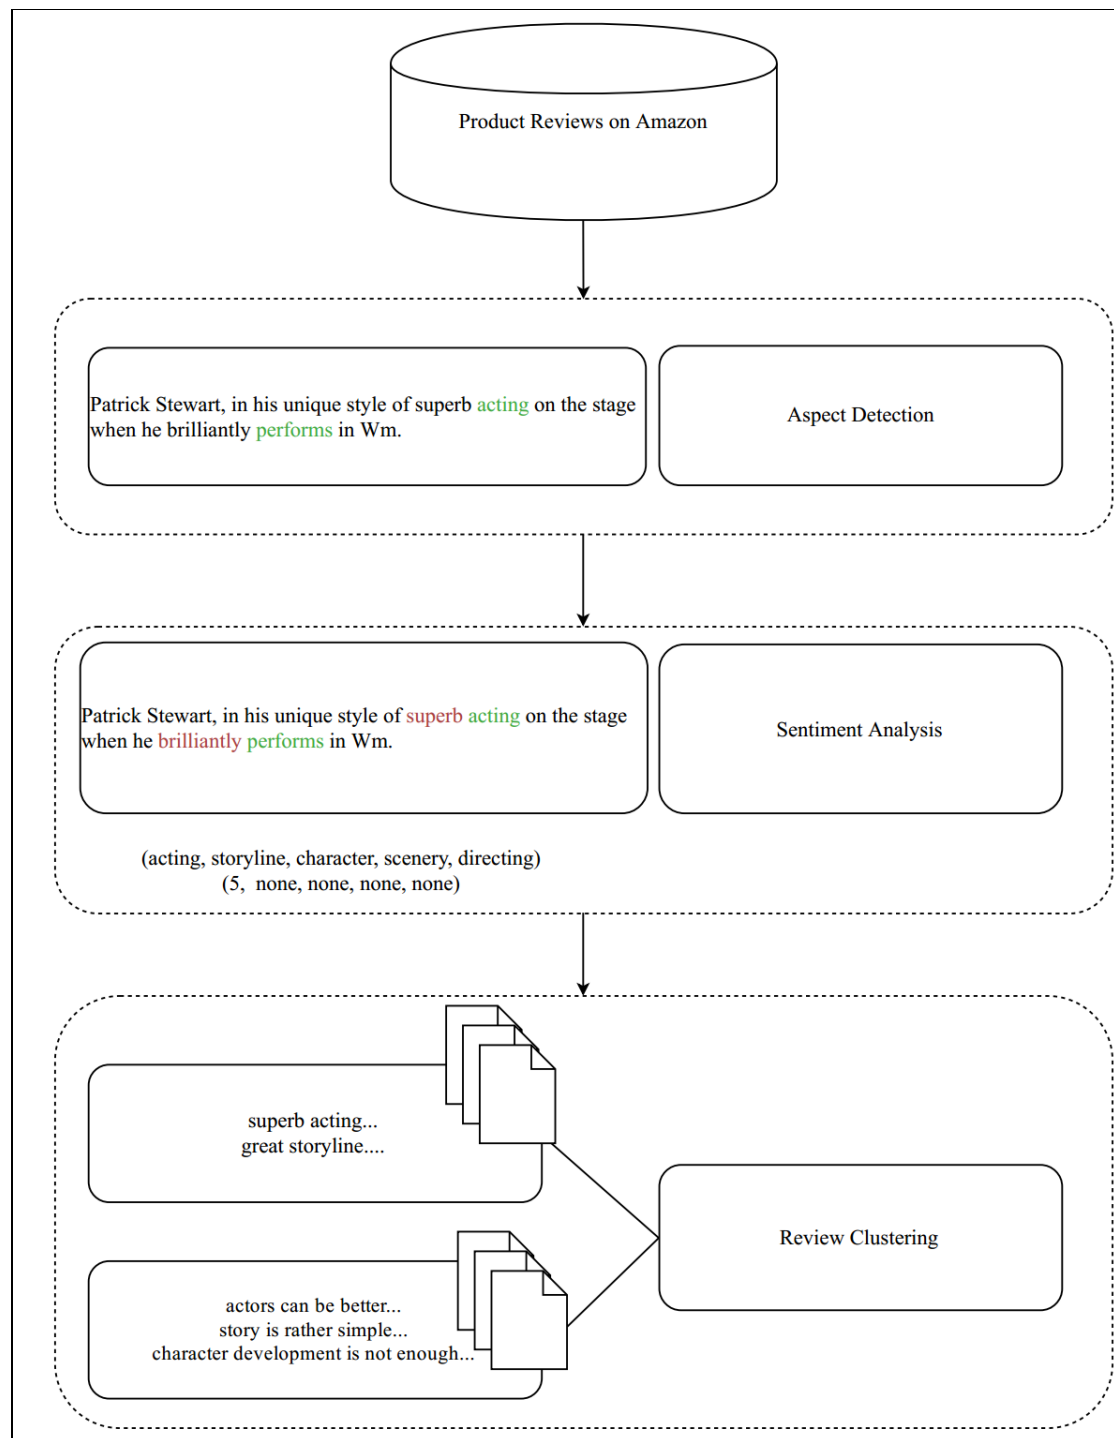 Product Reviews on Amazon
Patrick Stewart, in his unique style of superb acting on the stage
when he brilliantly performs in Wm.
Aspect Detection
Patrick Stewart, in his unique style of superb acting on the stage
when he brilliantly performs in Wm.
Sentiment Analysis
(acting, storyline, character, scenery, directing)
(5, none, none, none, none)
superb acting...
great storyline....
Review Clustering
actors can be better...
story is rather simple...
character development is not enough...